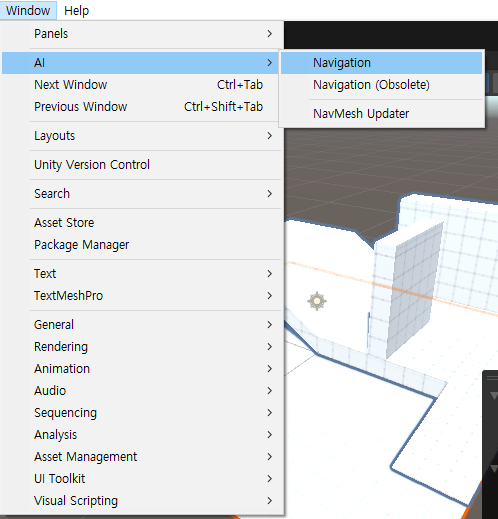 Window Help
Panels
AI
Navigation
Next Window Ctrl+Tab
Navigation (Obsolete)
Previous Window Ctrl+Shift+Tab
NavMesh Updater
Layouts
Unity Version Control
Search
Asset Store
Package Manager
Text
TextMeshPro
General
Rendering
Animation
Audio
Sequencing
Analysis
Asset Management
UI Toolkit
Visual Scripting